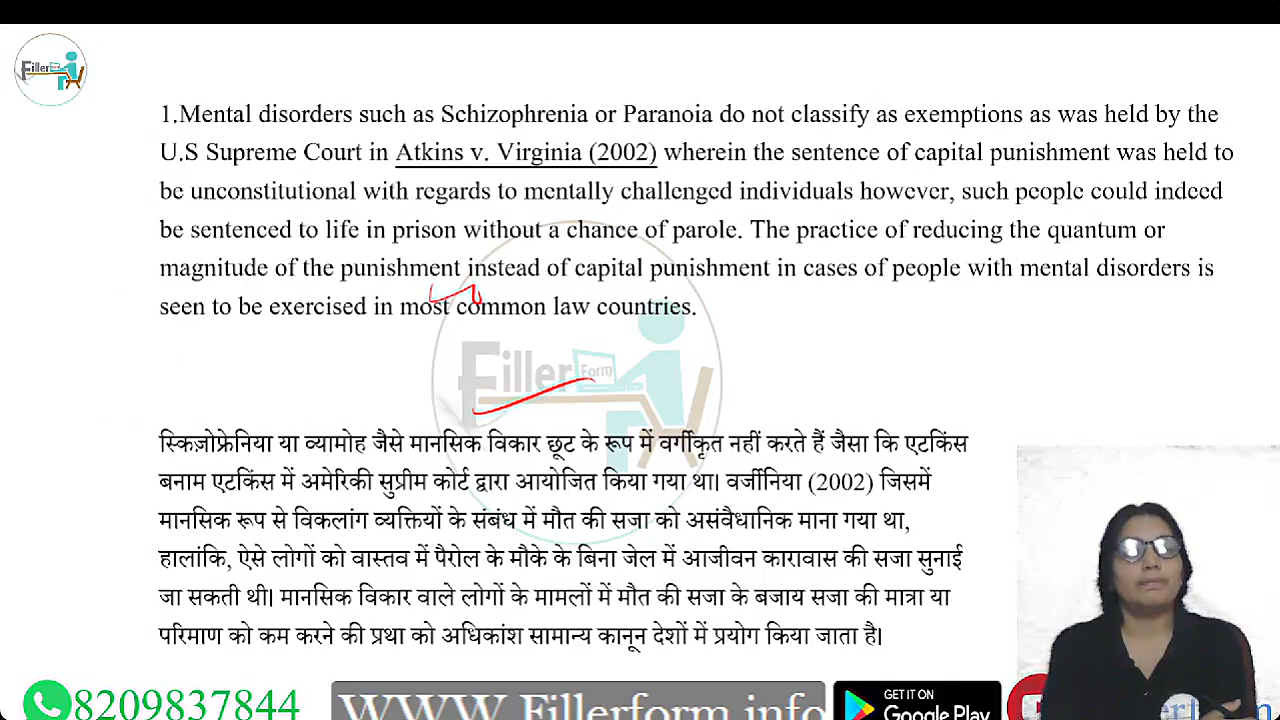 Filler
1.Mental disorders such as Schizophrenia or Paranoia do not classify as exemptions as was held by the
U.S Supreme Court in Atkins v. Virginia (2002) wherein the sentence of capital punishment was held to
be unconstitutional with regards to mentally challenged individuals however, such people could indeed
be sentenced to life in prison without a chance of parole. The practice of reducing the quantum or
magnitude of the punishment instead of capital punishment in cases of people with mental disorders is
seen to be exercised in most common law countries.
Filler Form
स्किज़ोफ्रेनिया या व्यामोह जैसे मानसिक विकार छूट के रूप में वर्गीकृत नहीं करते हैं जैसा कि एटकिंस
बनाम एटकिंस में अमेरिकी सुप्रीम कोर्ट द्वारा आयोजित किया गया था। वर्जीनिया (2002) जिसमें
मानसिक रूप से विकलांग व्यक्तियों के संबंध में मौत की सजा को असंवैधानिक माना गया था,
हालांकि, ऐसे लोगों को वास्तव में पैरोल के मौके के बिना जेल में आजीवन कारावास की सजा सुनाई
जा सकती थी। मानसिक विकार वाले लोगों के मामलों में मौत की सजा के बजाय सजा की मात्रा या
परिमाण को कम करने की प्रथा को अधिकांश सामान्य कानून देशों में प्रयोग किया जाता है।
8209837844 WWW.Fillerform.info GET IT ON Google Play